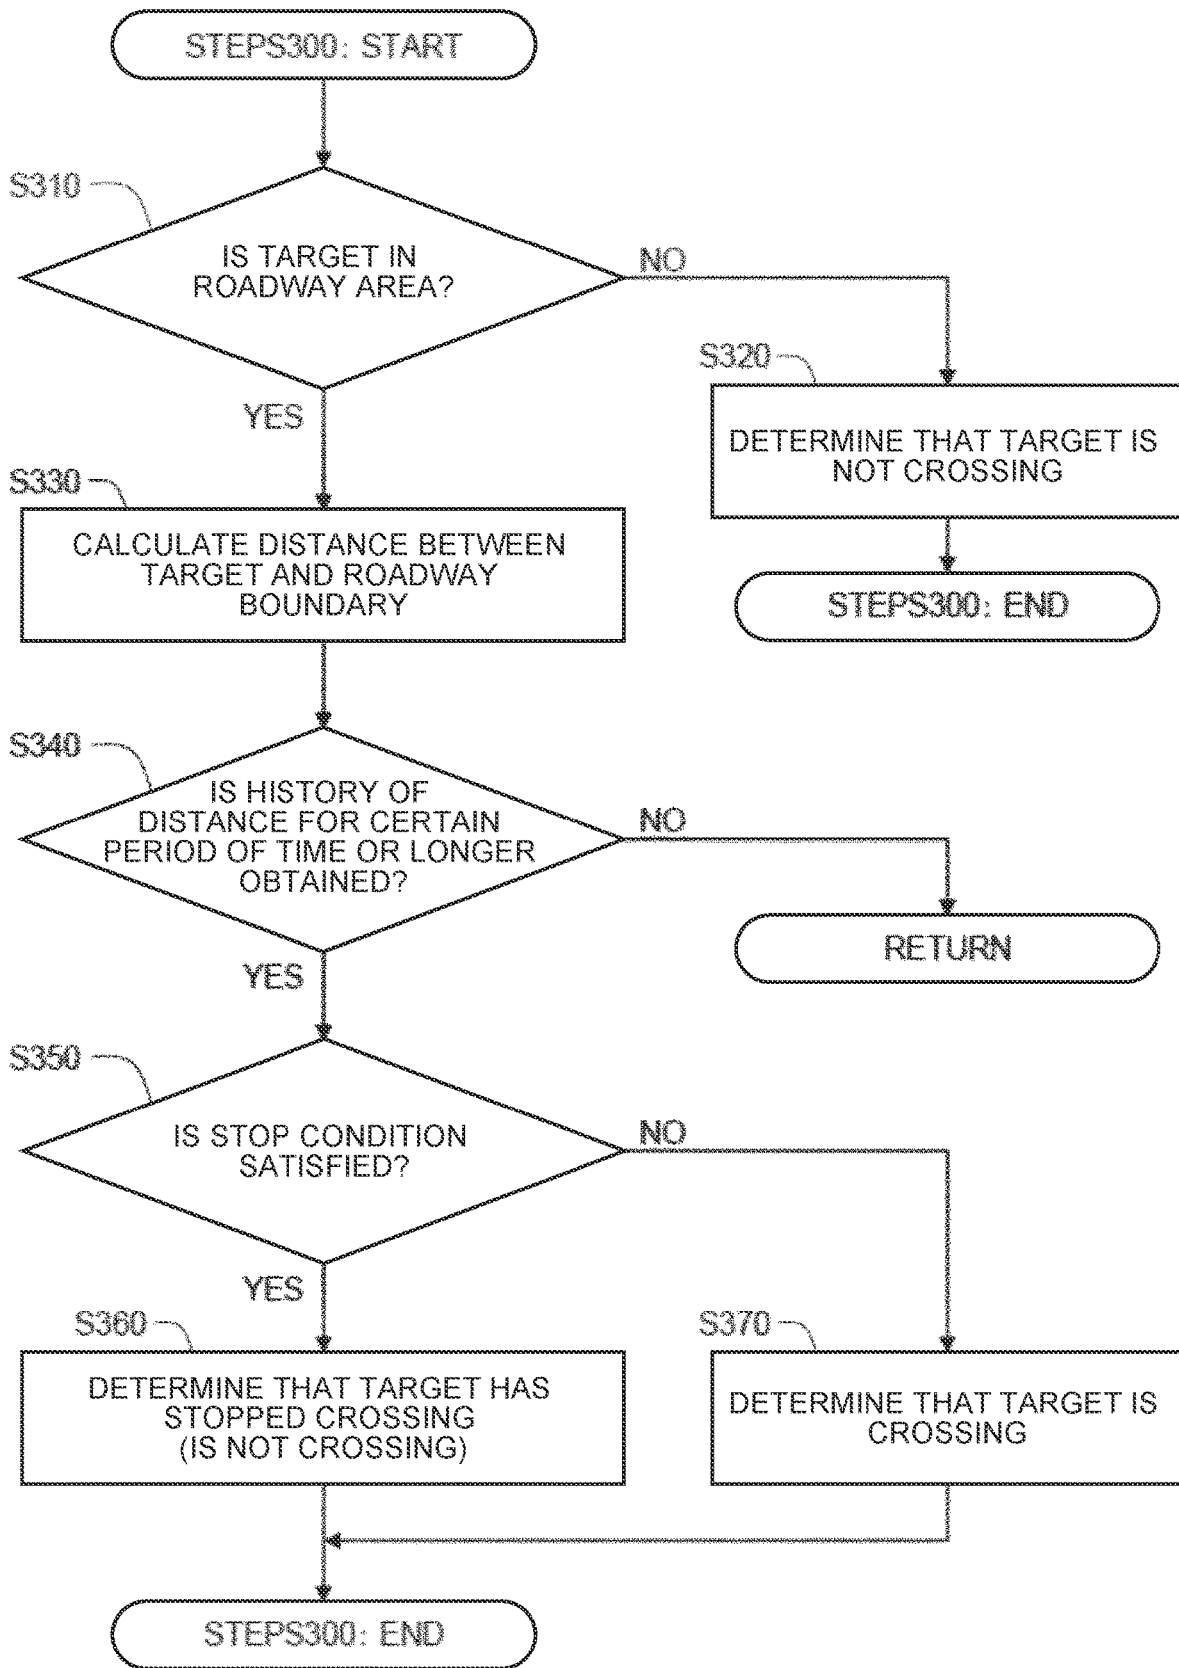 STEPS300: START
S310
IS TARGET IN
ROADWAY AREA?
NO
YES
S320
DETERMINE THAT TARGET IS
NOT CROSSING
STEPS300: END
S330
CALCULATE DISTANCE BETWEEN
TARGET AND ROADWAY
BOUNDARY
S340
IS HISTORY OF
DISTANCE FOR CERTAIN
PERIOD OF TIME OR LONGER
OBTAINED?
NO
RETURN
YES
S350
IS STOP CONDITION
SATISFIED?
NO
YES
S360
DETERMINE THAT TARGET HAS
STOPPED CROSSING
(IS NOT CROSSING)
S370
DETERMINE THAT TARGET IS
CROSSING
STEPS300: END